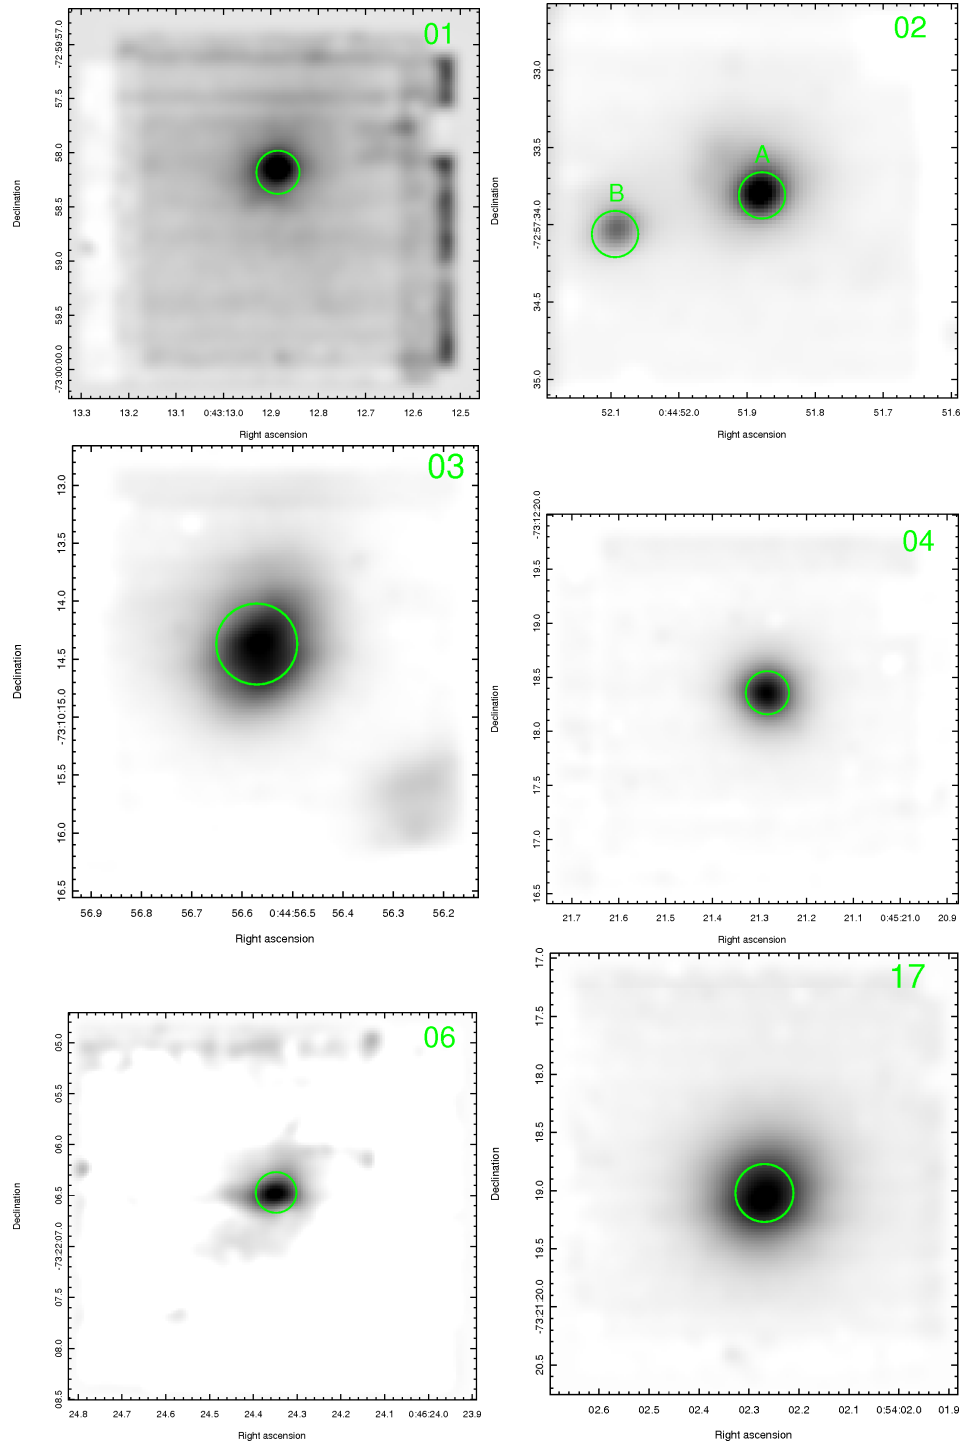 01
-72:59:57.0
57.5
58.0
58.5
59.0
59.5
-73:00:00.0
Declination
13.3 13.2 13.1 0:43:13.0 12.9 12.8 12.7 12.6 12.5
Right ascension
02
A
B
33.0
33.5
-72:57:34.0
34.5
35.0
Declination
52.1 0:44:52.0 51.9 51.8 51.7 51.6
Right ascension
03
13.0
13.5
14.0
14.5
-73:10:15.0
15.5
16.0
16.5
Declination
56.9 56.8 56.7 56.6 0:44:56.5 56.4 56.3 56.2
Right ascension
04
-73:12:20.0
19.5
19.0
18.5
18.0
17.5
17.0
16.5
Declination
21.7 21.6 21.5 21.4 21.3 21.2 21.1 0:45:21.0 20.9
Right ascension
06
05.0
05.5
06.0
06.5
-73:22:07.0
07.5
08.0
08.5
Declination
24.8 24.7 24.6 24.5 24.4 24.3 24.2 24.1 0:46:24.0 23.9
Right ascension
17
17.0
17.5
18.0
18.5
19.0
19.5
-73:21:20.0
20.5
Declination
02.6 02.5 02.4 02.3 02.2 02.1 0:54:02.0 01.9
Right ascension